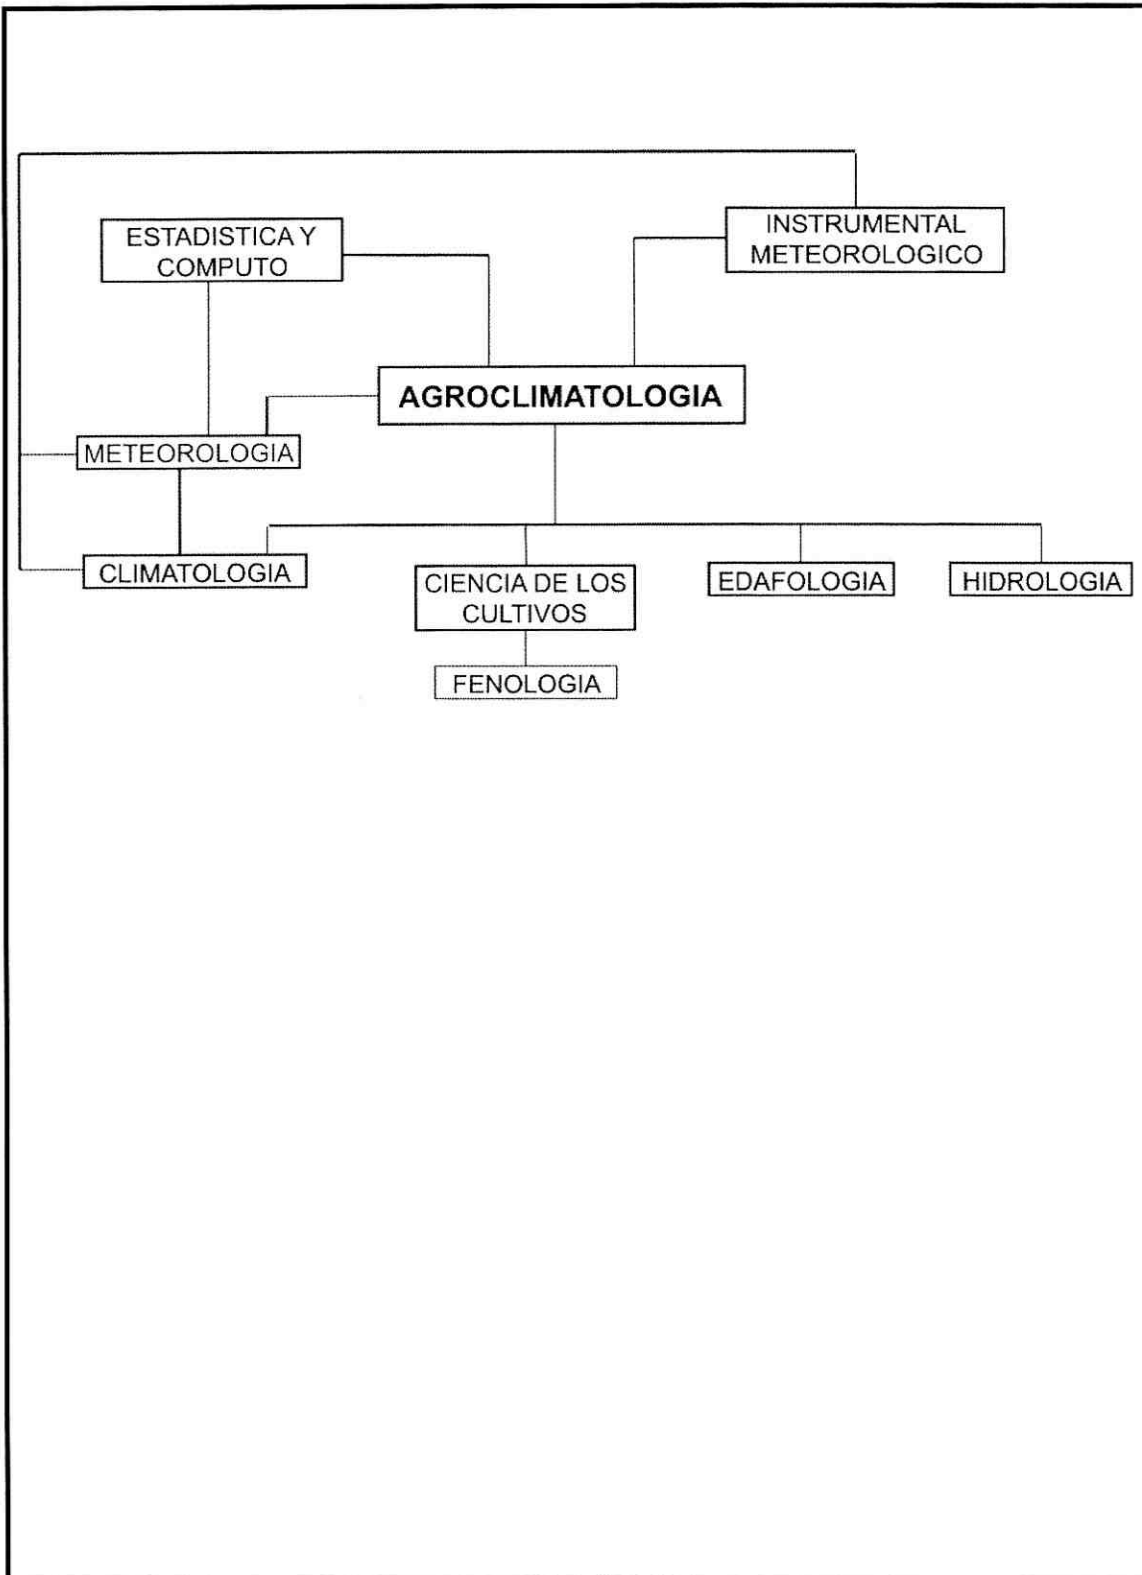 ESTADISTICA Y
COMPUTO
INSTRUMENTAL
METEOROLOGICO
AGROCLIMATOLOGIA
METEOROLOGIA
CLIMATOLOGIA
CIENCIA DE LOS
CULTIVOS
EDAFOLOGIA
HIDROLOGIA
FENOLOGIA